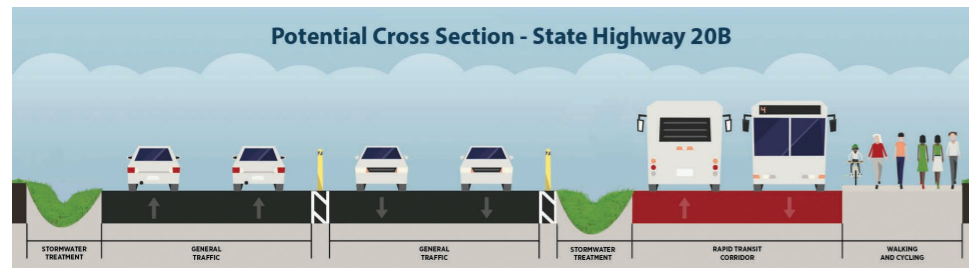 Potential Cross Section - State Highway 20B
4
STORMWATER
TREATMENT
GENERAL
TRAFFIC
GENERAL
TRAFFIC
STORMWATER
TREATMENT
RAPID TRANSIT
CORRIDOR
WALKING
AND CYCLING